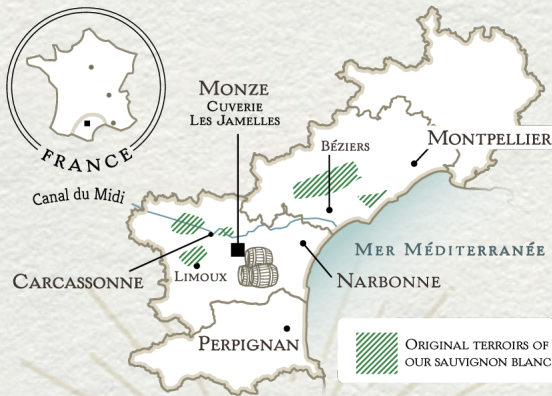 FRANCE
Canal du Midi
MONZE
CUVERIE
LES JAMELLES
BÉZIERS
MONTPELLIER
MER MÉDITERRANÉE
CARCASSONNE
LIMOUX
NARBONNE
PERPIGNAN
ORIGINAL TERROIRS OF
OUR SAUVIGNON BLANC